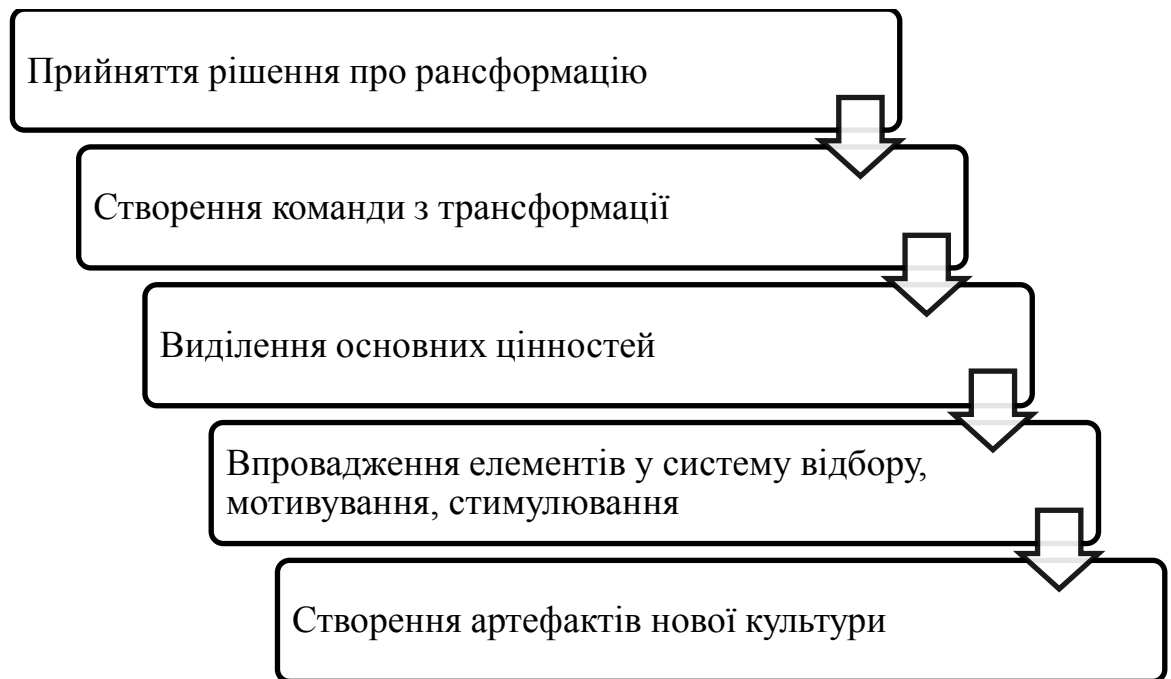 Прийняття рішення про рансформацію
Створення команди з трансформації
Виділення основних цінностей
Впровадження елементів у систему відбору,
мотивування, стимулювання
Створення артефактів нової культури